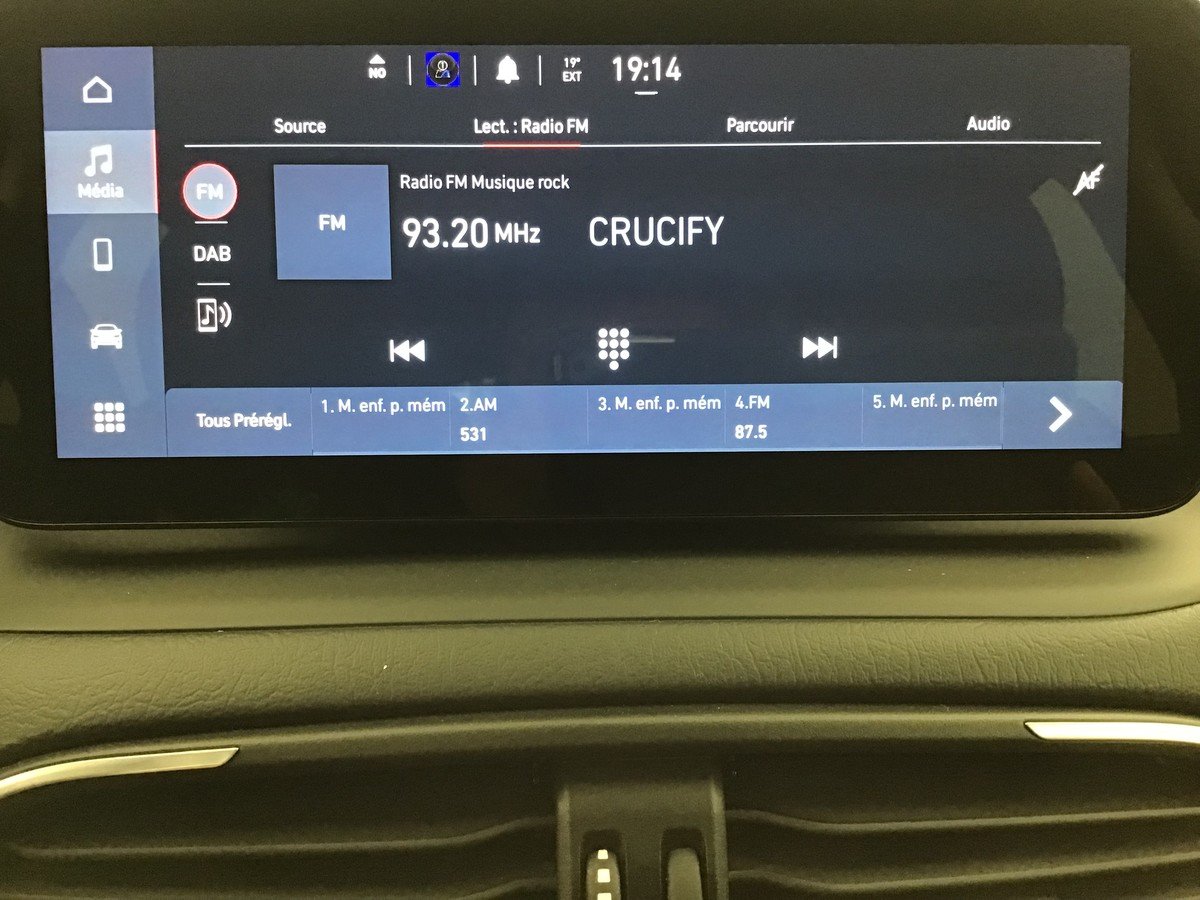 NO
19°
EXT
19:14
Source
Lect. : Radio FM
Parcourir
Audio
Média
FM
DAB
FM
Radio FM Musique rock
93.20 MHz
CRUCIFY
AF
Tous Prérégl.
1. M. enf. p. mém
2.AM
531
3. M. enf. p. mém
4.FM
87.5
5. M. enf. p. mém